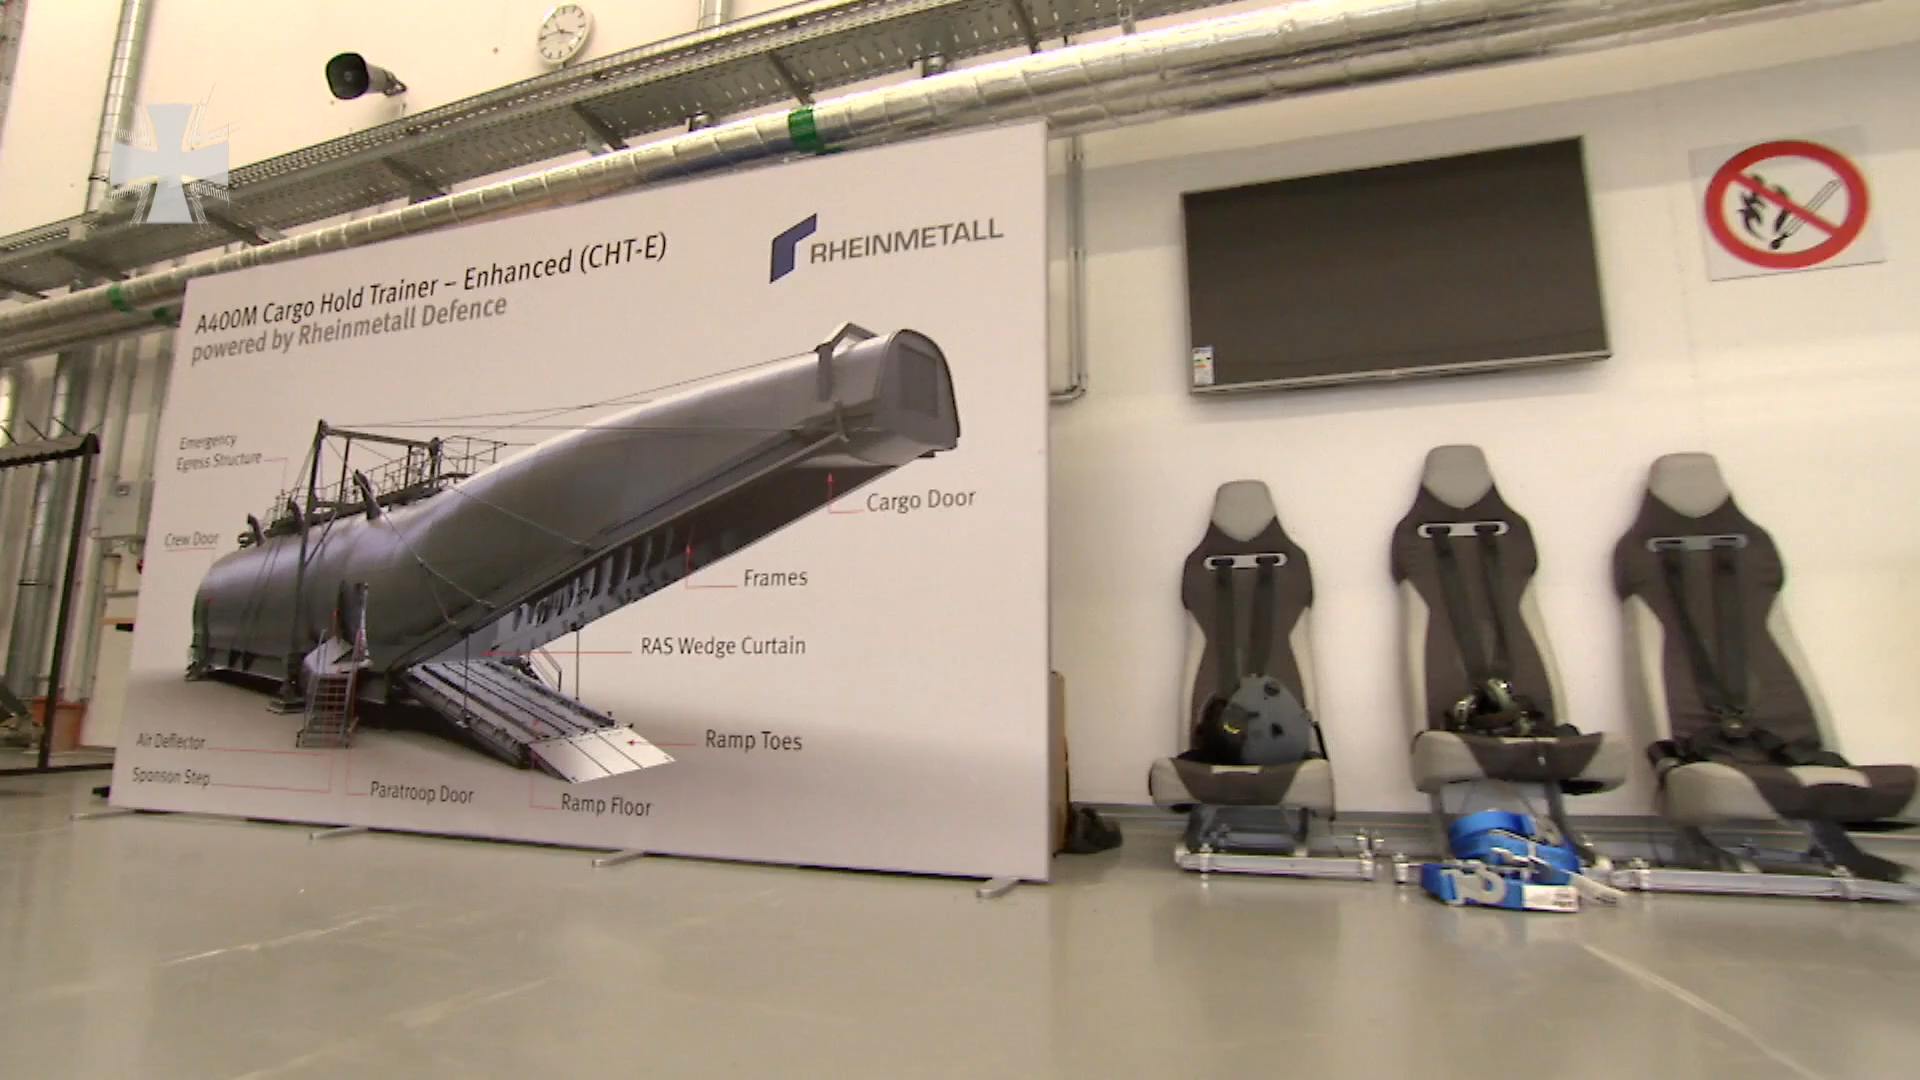 A400M Cargo Hold Trainer – Enhanced (CHT-E)
powered by Rheinmetall Defence
RHEINMETALL
Emergency
Egress Structure
Crew Door
Cargo Door
Frames
RAS Wedge Curtain
Ramp Toes
Air Deflector
Sponson Step
Paratroop Door
Ramp Floor